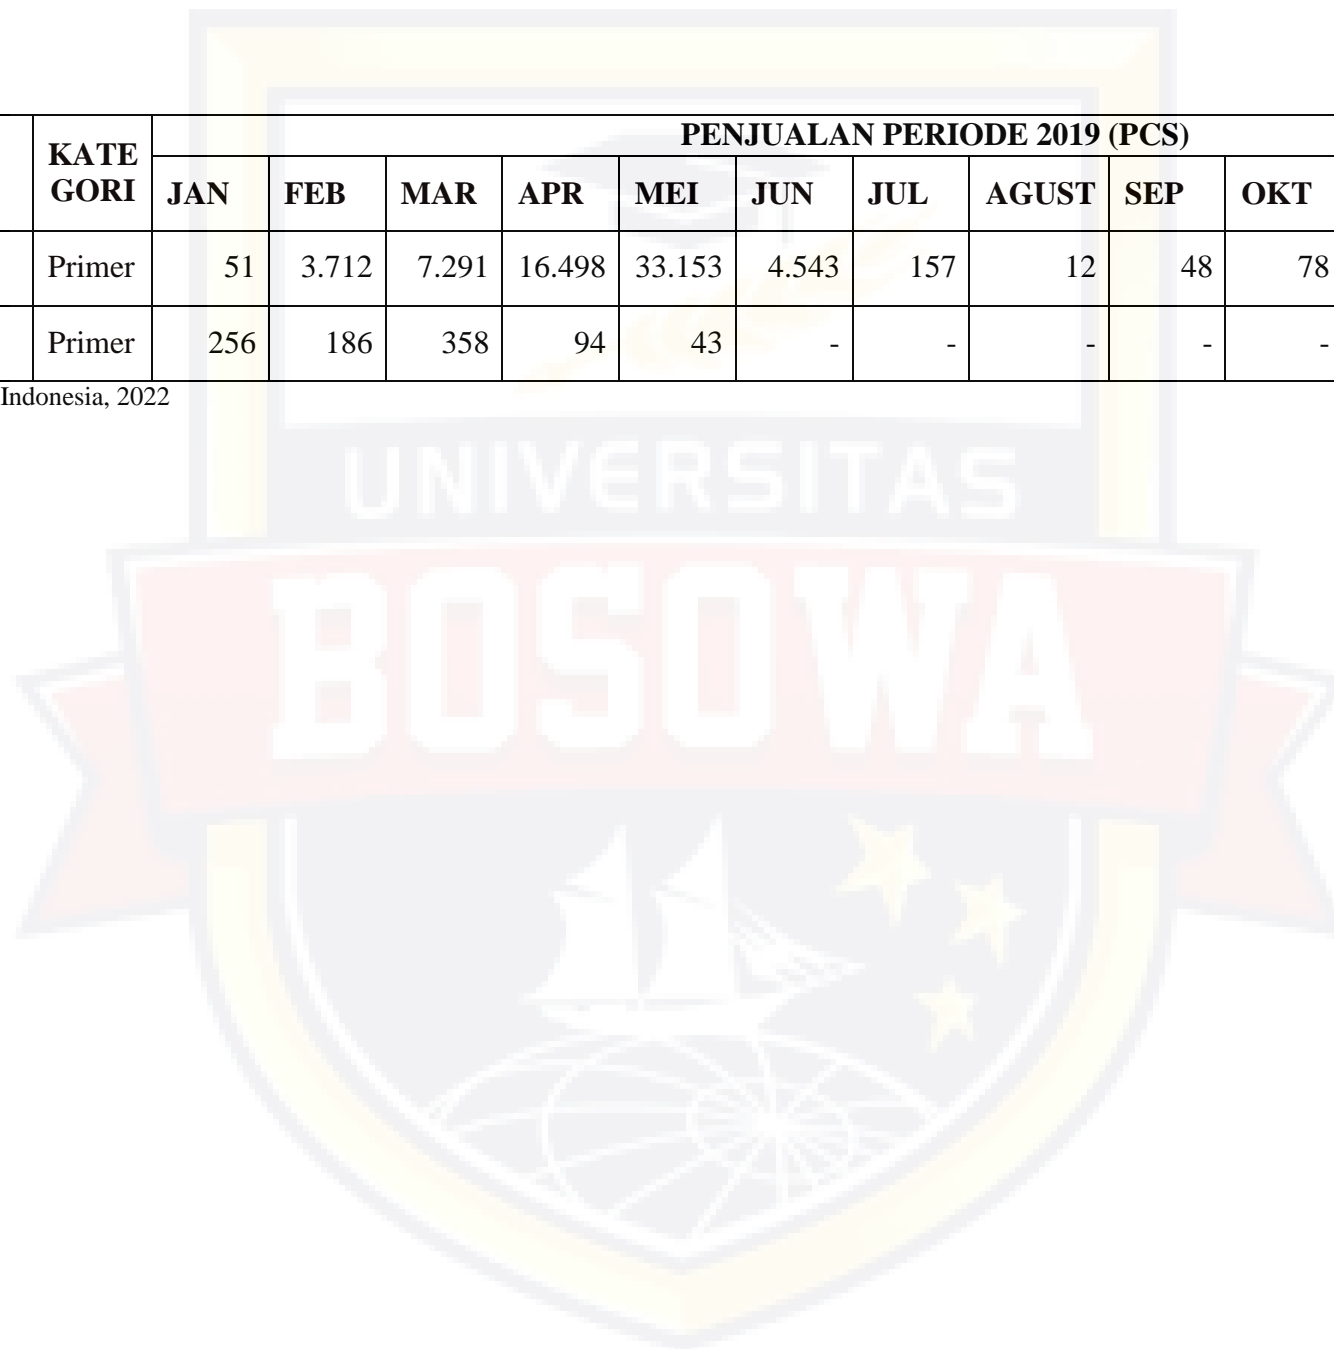 PENJUALAN PERIODE 2019 (PCS)
KATE
GORI
JAN FEB MAR APR MEI JUN JUL AGUST SEP OKT
Primer 51 3.712 7.291 16.498 33.153 4.543 157 12 48 78
Primer 256 186 358 94 43 - - - - -
Indonesia, 2022
UNIVERSITAS
BOSOWA